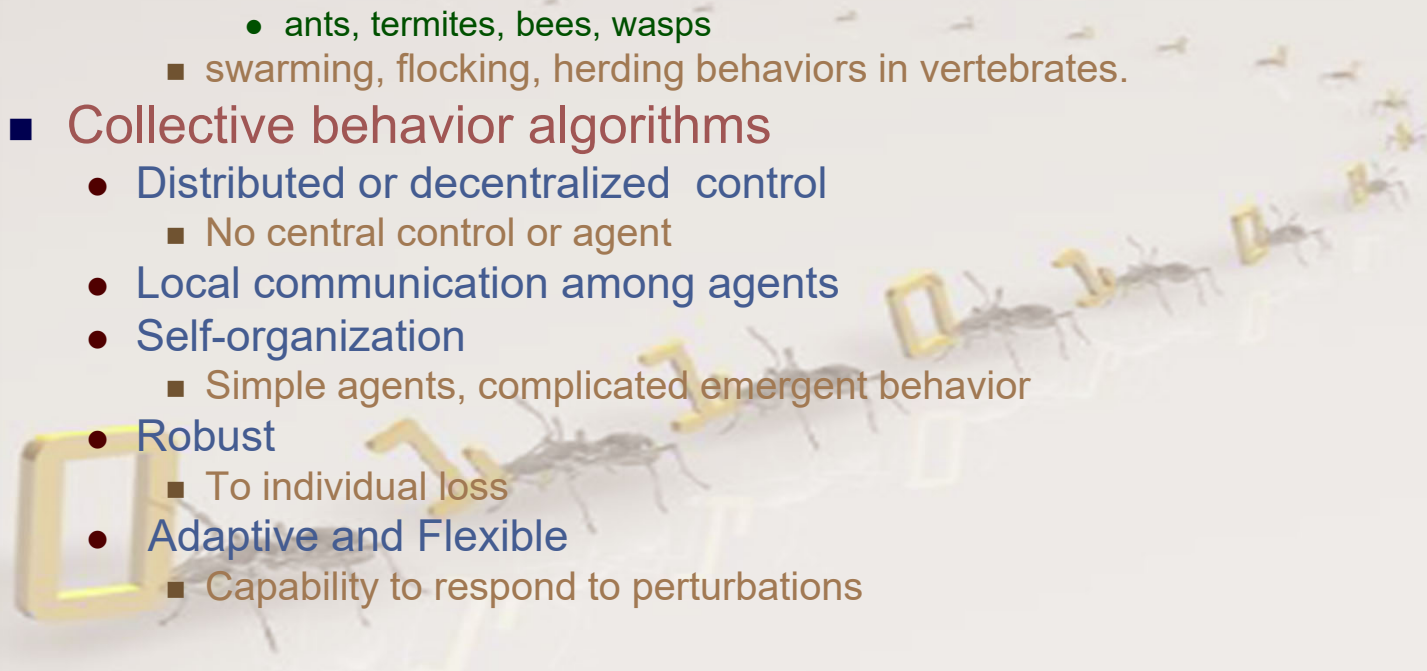 ants, termites, bees, wasps
swarming, flocking, herding behaviors in vertebrates.
Collective behavior algorithms
Distributed or decentralized control
No central control or agent
Local communication among agents
Self-organization
Simple agents, complicated emergent behavior
Robust
To individual loss
Adaptive and Flexible
Capability to respond to perturbations